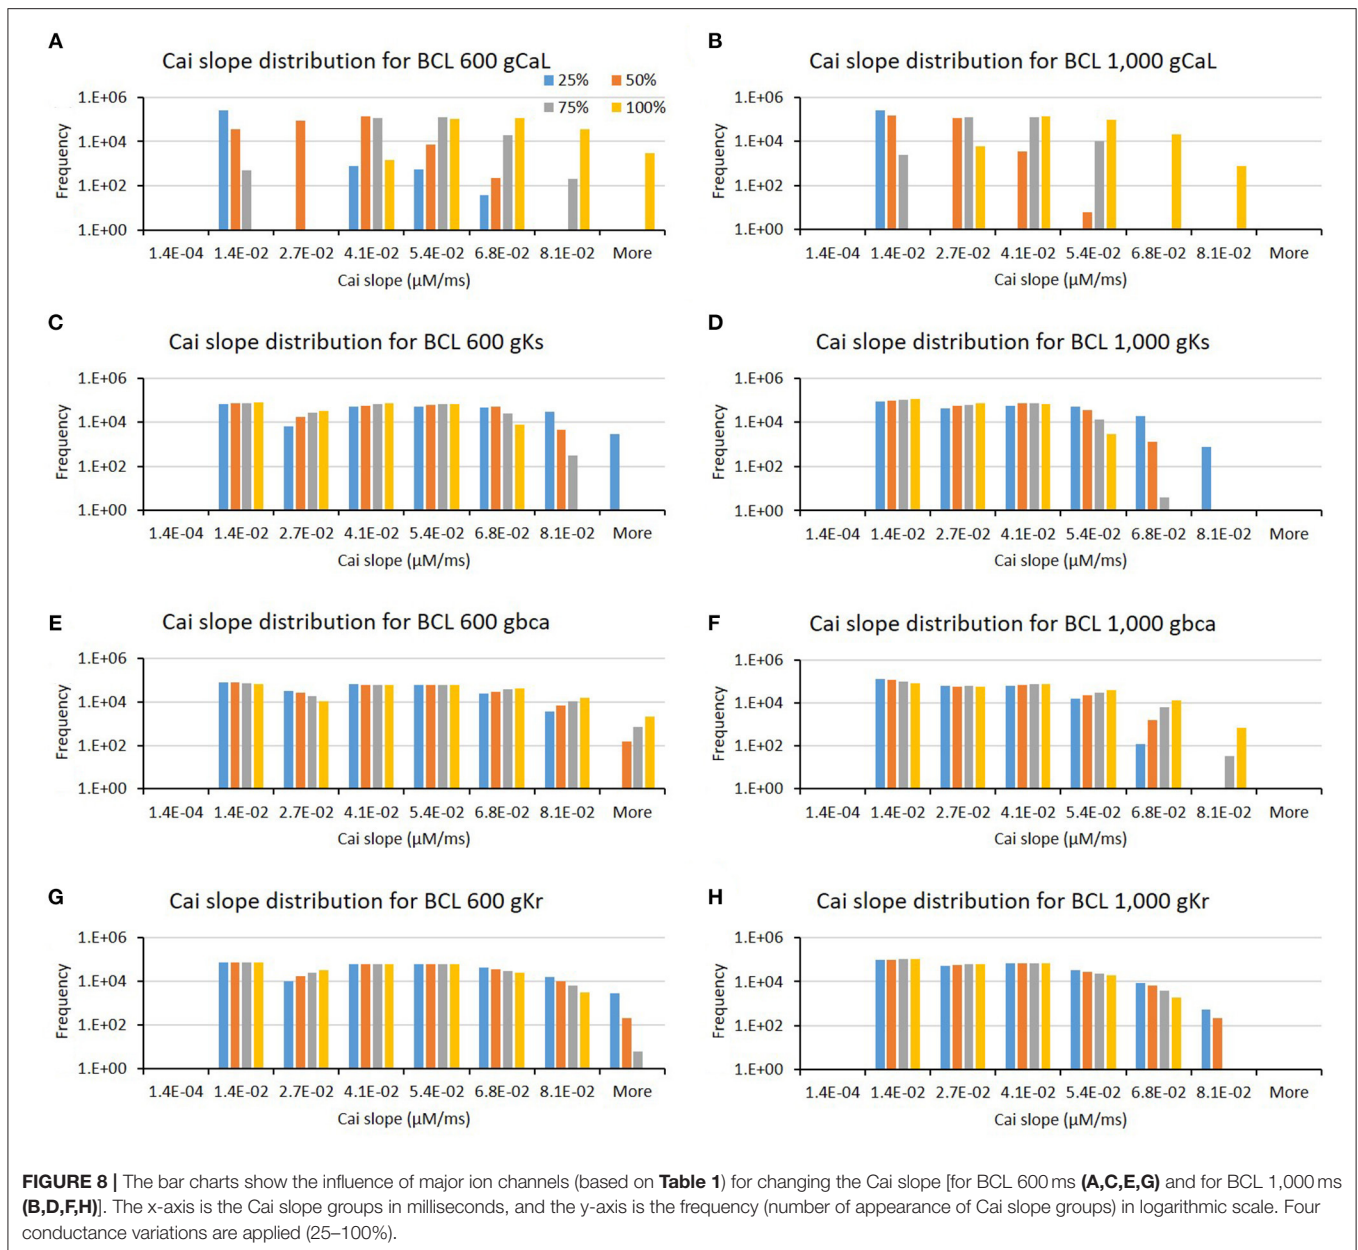 A
Cai slope distribution for BCL 600 gCaL
25% 50%
75% 100%
1.E+06
1.E+04
1.E+02
1.E+00
Frequency
1.4E-04 1.4E-02 2.7E-02 4.1E-02 5.4E-02 6.8E-02 8.1E-02 More
Cai slope (µM/ms)
B
Cai slope distribution for BCL 1,000 gCaL
1.E+06
1.E+04
1.E+02
1.E+00
Frequency
1.4E-04 1.4E-02 2.7E-02 4.1E-02 5.4E-02 6.8E-02 8.1E-02 More
Cai slope (µM/ms)
C
Cai slope distribution for BCL 600 gKs
1.E+06
1.E+04
1.E+02
1.E+00
Frequency
1.4E-04 1.4E-02 2.7E-02 4.1E-02 5.4E-02 6.8E-02 8.1E-02 More
Cai slope (µM/ms)
D
Cai slope distribution for BCL 1,000 gKs
1.E+06
1.E+04
1.E+02
1.E+00
Frequency
1.4E-04 1.4E-02 2.7E-02 4.1E-02 5.4E-02 6.8E-02 8.1E-02 More
Cai slope (µM/ms)
E
Cai slope distribution for BCL 600 gbca
1.E+06
1.E+04
1.E+02
1.E+00
Frequency
1.4E-04 1.4E-02 2.7E-02 4.1E-02 5.4E-02 6.8E-02 8.1E-02 More
Cai slope (µM/ms)
F
Cai slope distribution for BCL 1,000 gbca
1.E+06
1.E+04
1.E+02
1.E+00
Frequency
1.4E-04 1.4E-02 2.7E-02 4.1E-02 5.4E-02 6.8E-02 8.1E-02 More
Cai slope (µM/ms)
G
Cai slope distribution for BCL 600 gKr
1.E+06
1.E+04
1.E+02
1.E+00
Frequency
1.4E-04 1.4E-02 2.7E-02 4.1E-02 5.4E-02 6.8E-02 8.1E-02 More
Cai slope (µM/ms)
H
Cai slope distribution for BCL 1,000 gKr
1.E+06
1.E+04
1.E+02
1.E+00
Frequency
1.4E-04 1.4E-02 2.7E-02 4.1E-02 5.4E-02 6.8E-02 8.1E-02 More
Cai slope (µM/ms)
FIGURE 8 | The bar charts show the influence of major ion channels (based on Table 1) for changing the Cai slope [for BCL 600 ms (A,C,E,G) and for BCL 1,000 ms
(B,D,F,H)]. The x-axis is the Cai slope groups in milliseconds, and the y-axis is the frequency (number of appearance of Cai slope groups) in logarithmic scale. Four
conductance variations are applied (25–100%).